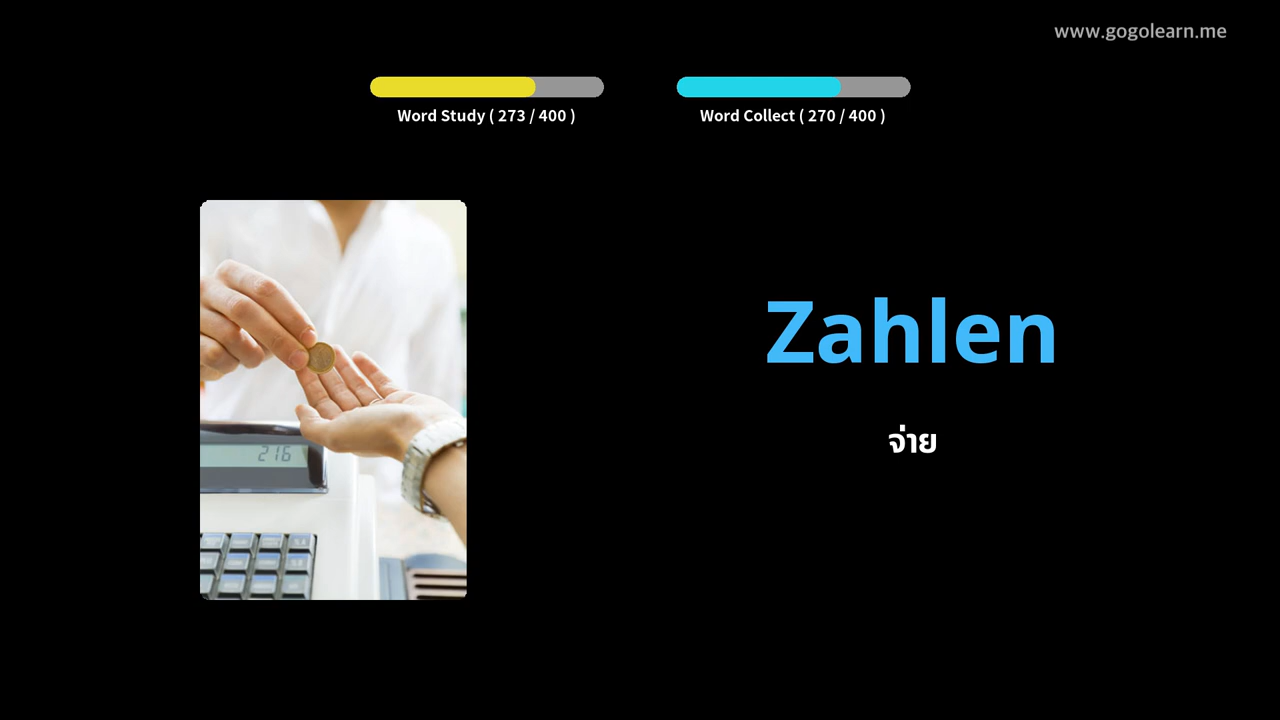 www.gogolearn.me
Word Study ( 273 / 400 )
Word Collect ( 270 / 400 )
Zahlen
จ่าย
216